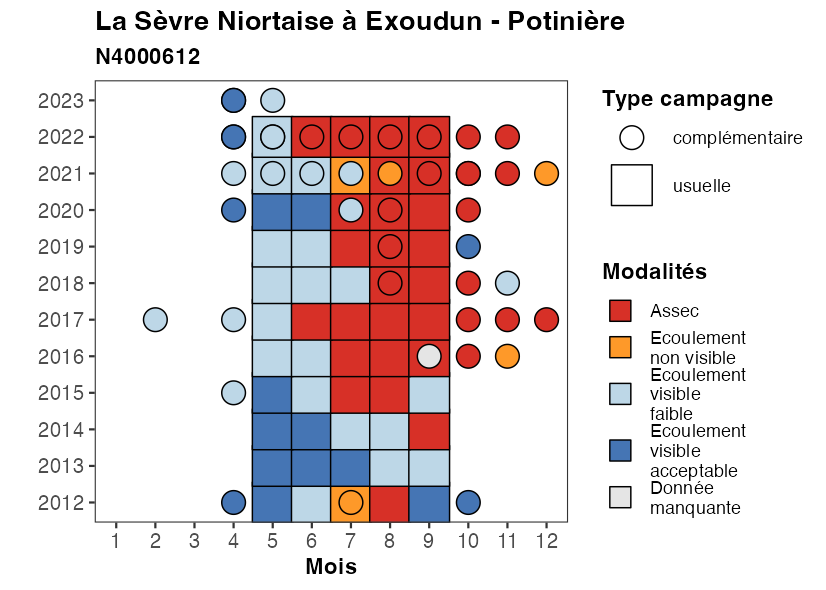 La Sèvre Niortaise à Exoudun - Potinière
N4000612
2023
2022
2021
2020
2019
2018
2017
2016
2015
2014
2013
2012
1 2 3 4 5 6 7 8 9 10 11 12
Mois
Type campagne
complémentaire
usuelle
Modalités
Assec
Ecoulement
non visible
Ecoulement
visible
faible
Ecoulement
visible
acceptable
Donnée
manquante